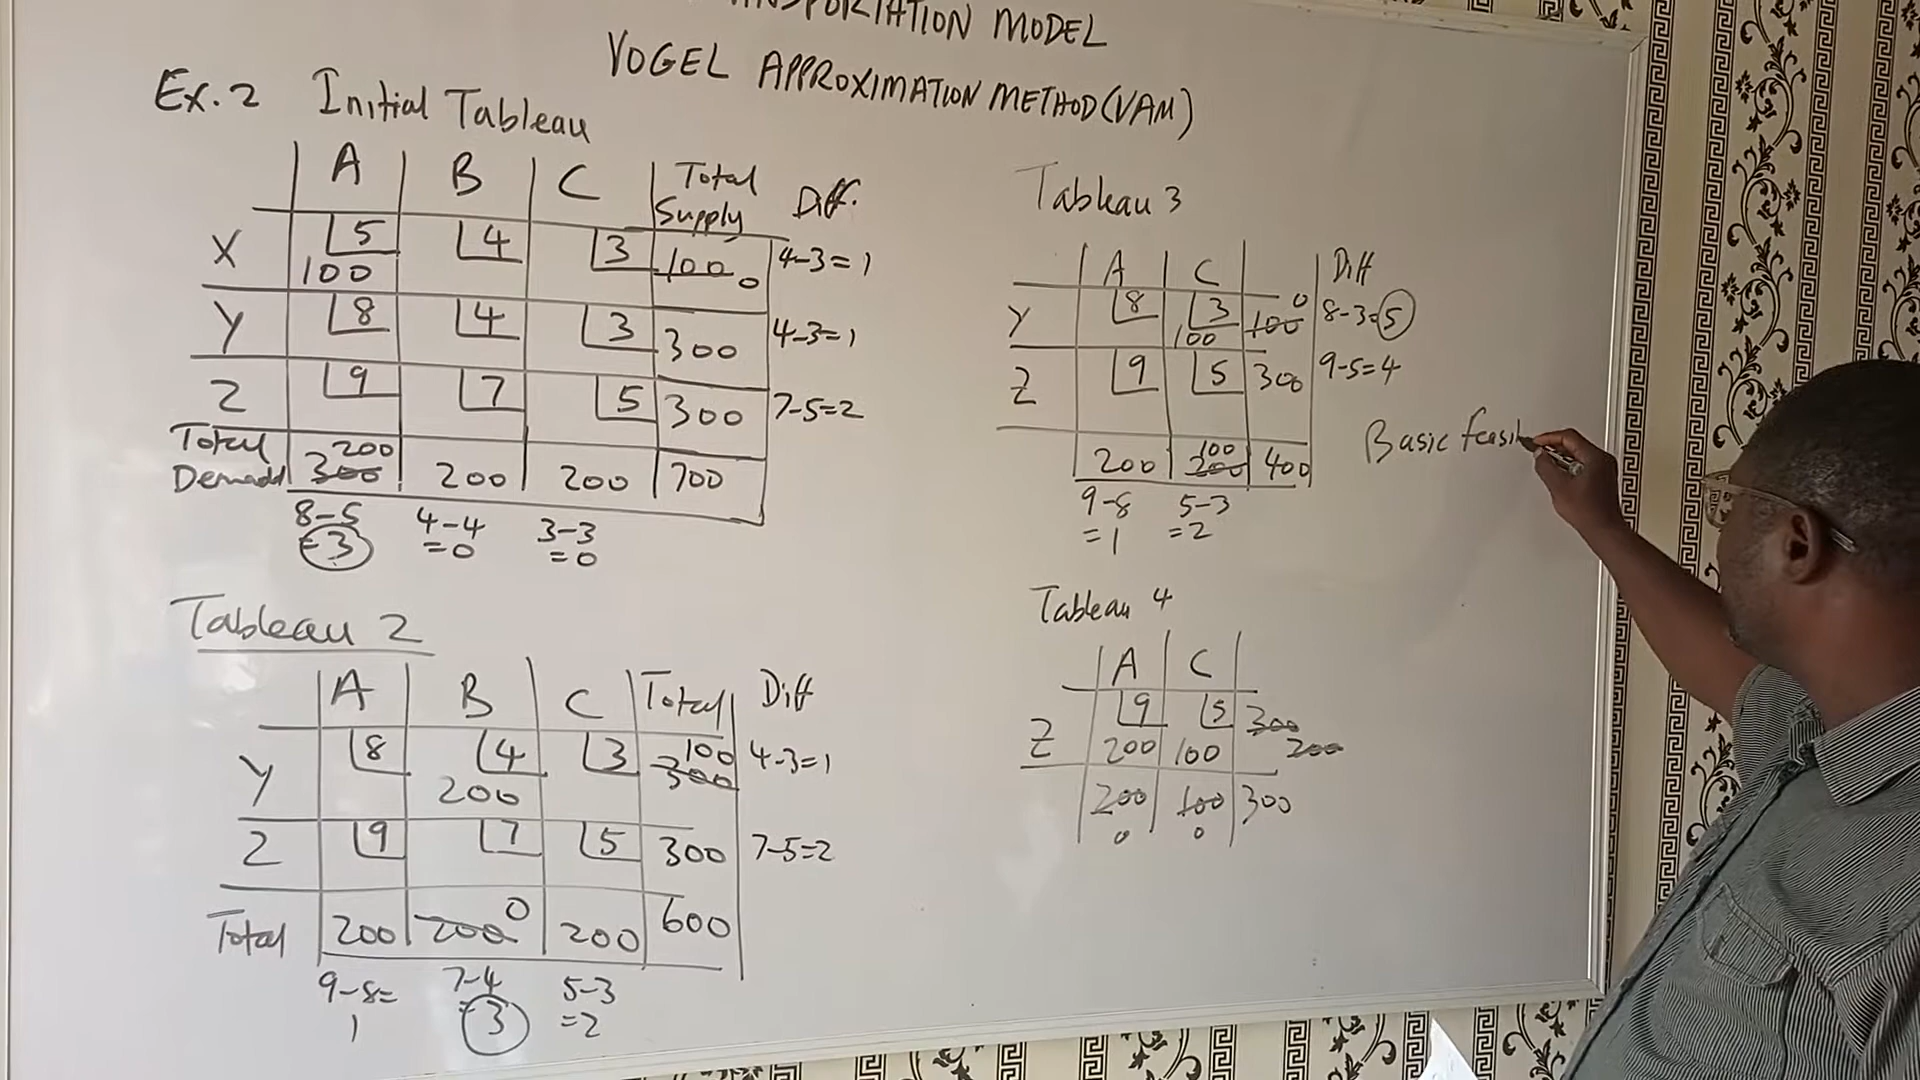 TRANSPORTATION MODEL
VOGEL APPROXIMATION METHOD (VAM)
Ex. 2 Initial Tableau
A B C Total Supply Diff.
X 5 4 3 100 0 4-3=1
100
Y 8 4 3 300 4-3=1
Z 9 7 5 300 7-5=2
Total 200
Demadd 300 200 200 700
8-5 4-4 3-3
=3 =0 =0
Tableau 2
A B C Total Diff
Y 8 4 3 100 4-3=1
200 300
Z 9 7 5 300 7-5=2
0
Total 200 200 200 600
9-8= 7-4 5-3
1 =3 =2
Tableau 3
A C Diff
Y 8 3 0 8-3=5
100 100
Z 9 5 300 9-5=4
100
200 200 400
9-8 5-3
=1 =2
Basic feasib
Tableau 4
A C
9 5 300
Z 200 100 200
200 100 300
0 0